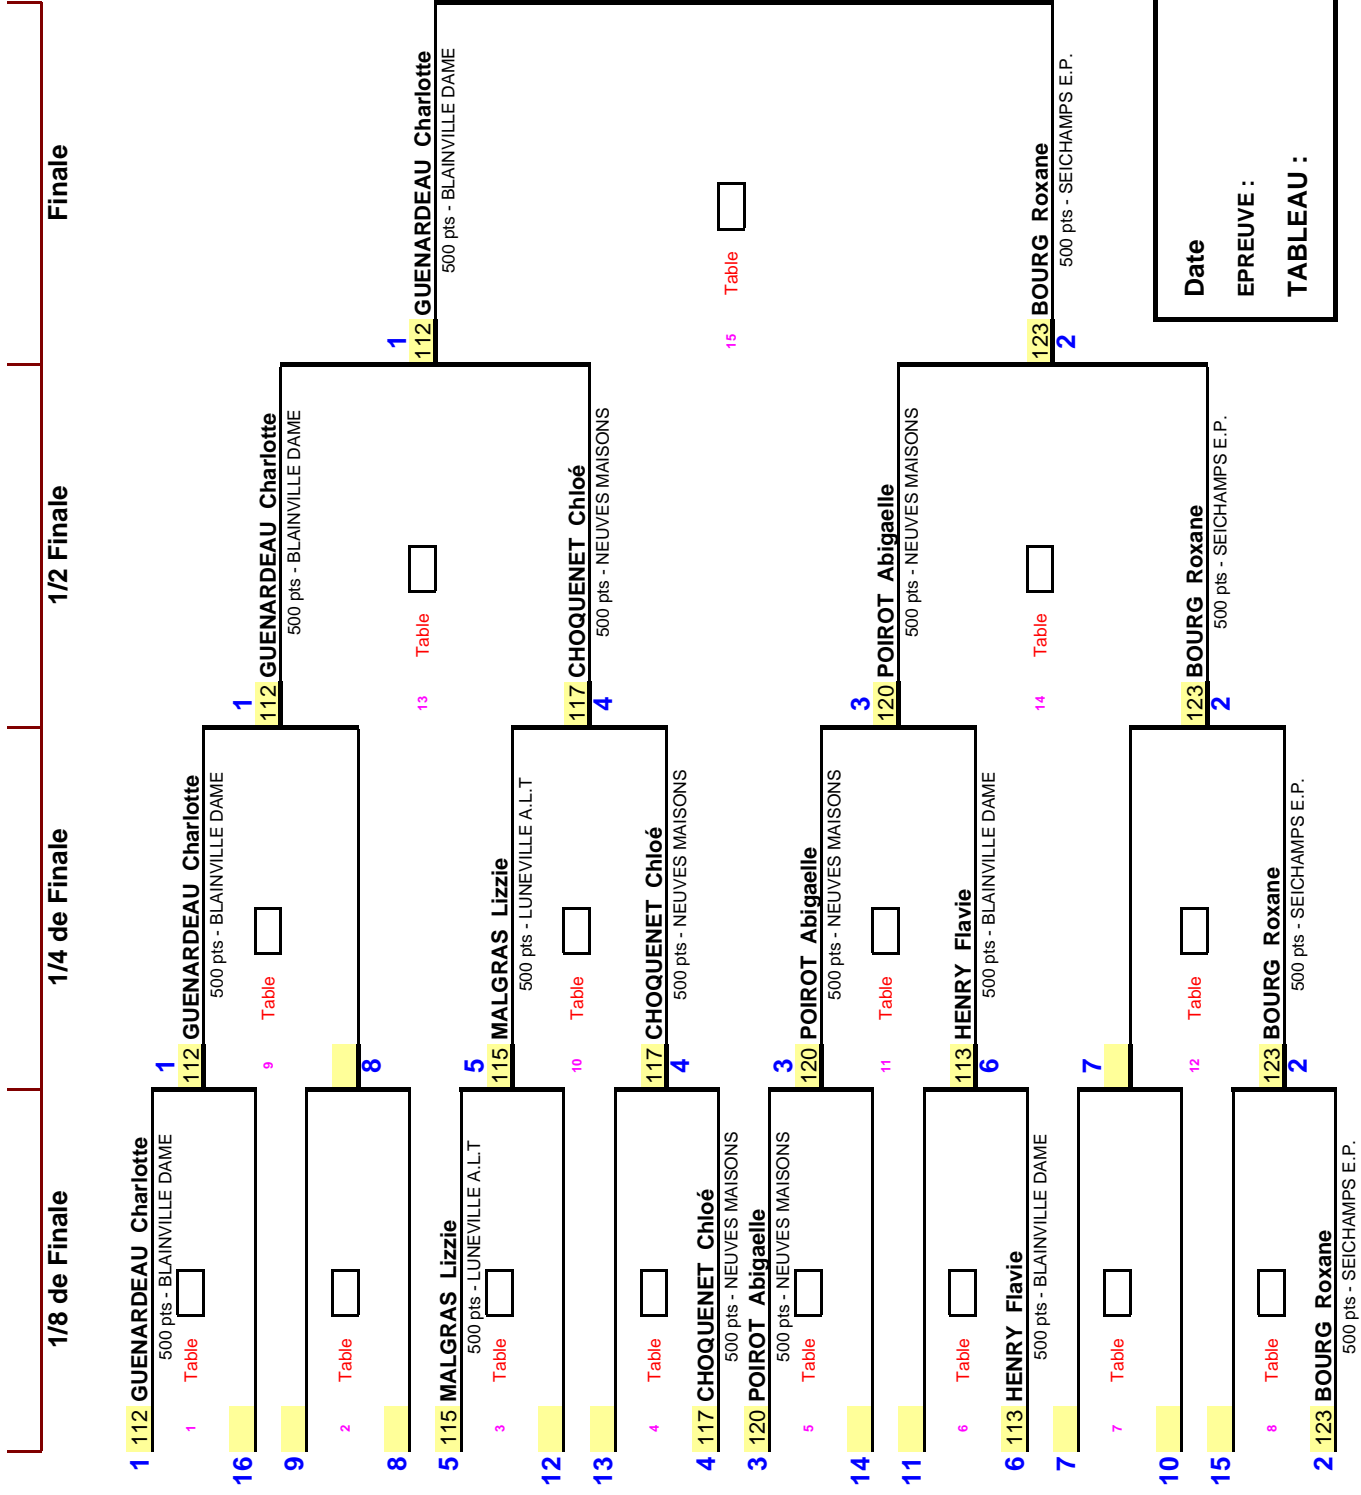 1/8 de Finale
1/4 de Finale
1/2 Finale
Finale
1 112 GUENARDEAU Charlotte
500 pts - BLAINVILLE DAME
1 Table
16
9
2 Table
8
5 115 MALGRAS Lizzie
500 pts - LUNEVILLE A.L.T
3 Table
12
13
4 Table
4 117 CHOQUENET Chloé
500 pts - NEUVES MAISONS
3 120 POIROT Abigaelle
500 pts - NEUVES MAISONS
5 Table
14
11
6 Table
6 113 HENRY Flavie
500 pts - BLAINVILLE DAME
7
7 Table
10
15
8 Table
2 123 BOURG Roxane
500 pts - SEICHAMPS E.P.
1
112 GUENARDEAU Charlotte
500 pts - BLAINVILLE DAME
9 Table
8
5
115 MALGRAS Lizzie
500 pts - LUNEVILLE A.L.T
10 Table
117 CHOQUENET Chloé
4 500 pts - NEUVES MAISONS
3
120 POIROT Abigaelle
500 pts - NEUVES MAISONS
11 Table
113 HENRY Flavie
6 500 pts - BLAINVILLE DAME
7
12 Table
123 BOURG Roxane
2 500 pts - SEICHAMPS E.P.
1
112 GUENARDEAU Charlotte
500 pts - BLAINVILLE DAME
13 Table
117 CHOQUENET Chloé
4 500 pts - NEUVES MAISONS
3
120 POIROT Abigaelle
500 pts - NEUVES MAISONS
14 Table
123 BOURG Roxane
2 500 pts - SEICHAMPS E.P.
1
112 GUENARDEAU Charlotte
500 pts - BLAINVILLE DAME
15 Table
123 BOURG Roxane
2 500 pts - SEICHAMPS E.P.
Date
EPREUVE :
TABLEAU :